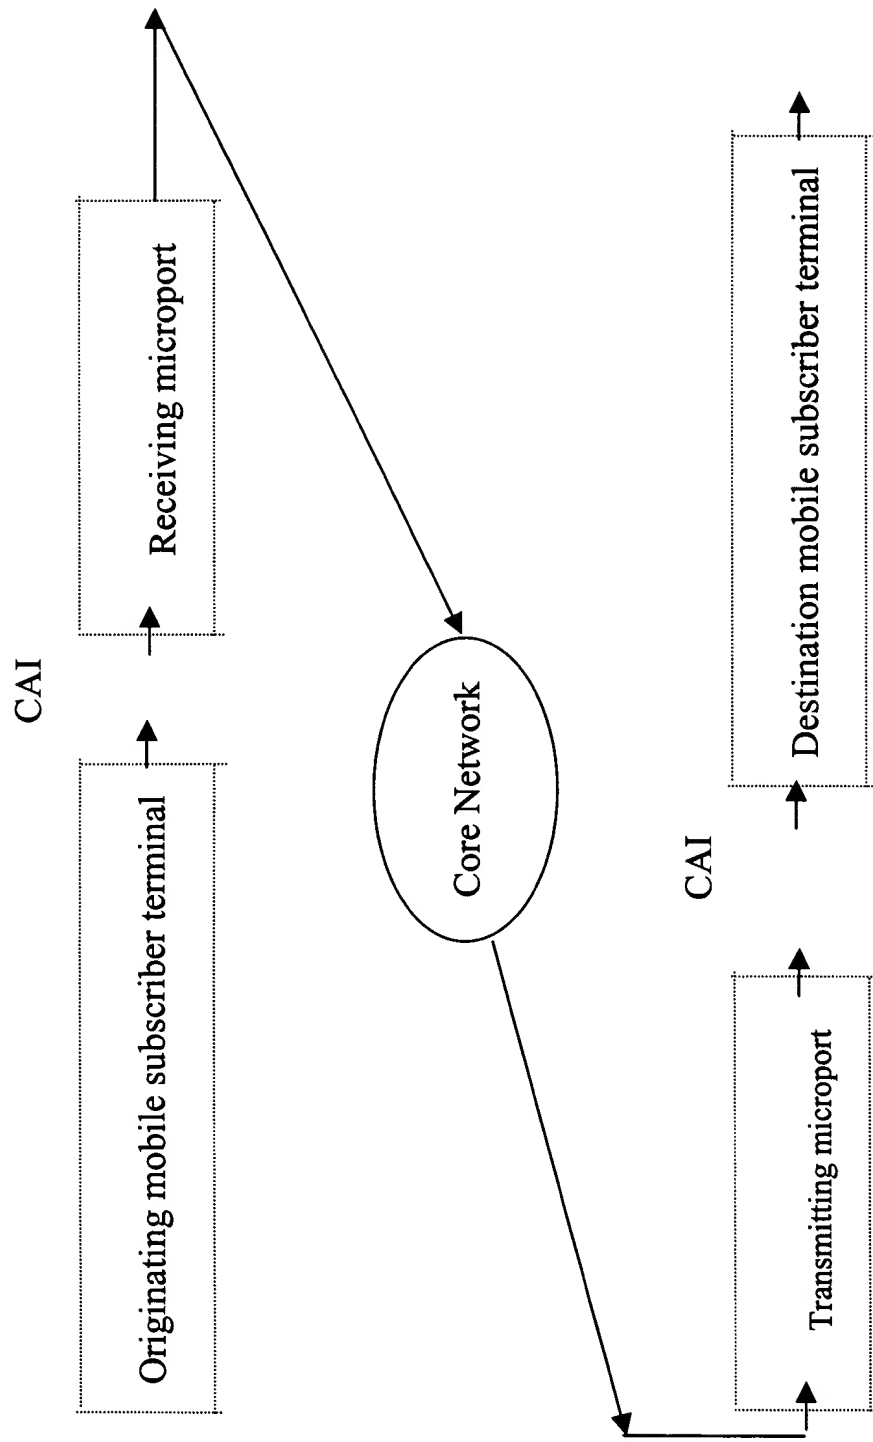 CAI
Originating mobile subscriber terminal
Receiving microport
Core Network
CAI
Transmitting microport
Destination mobile subscriber terminal